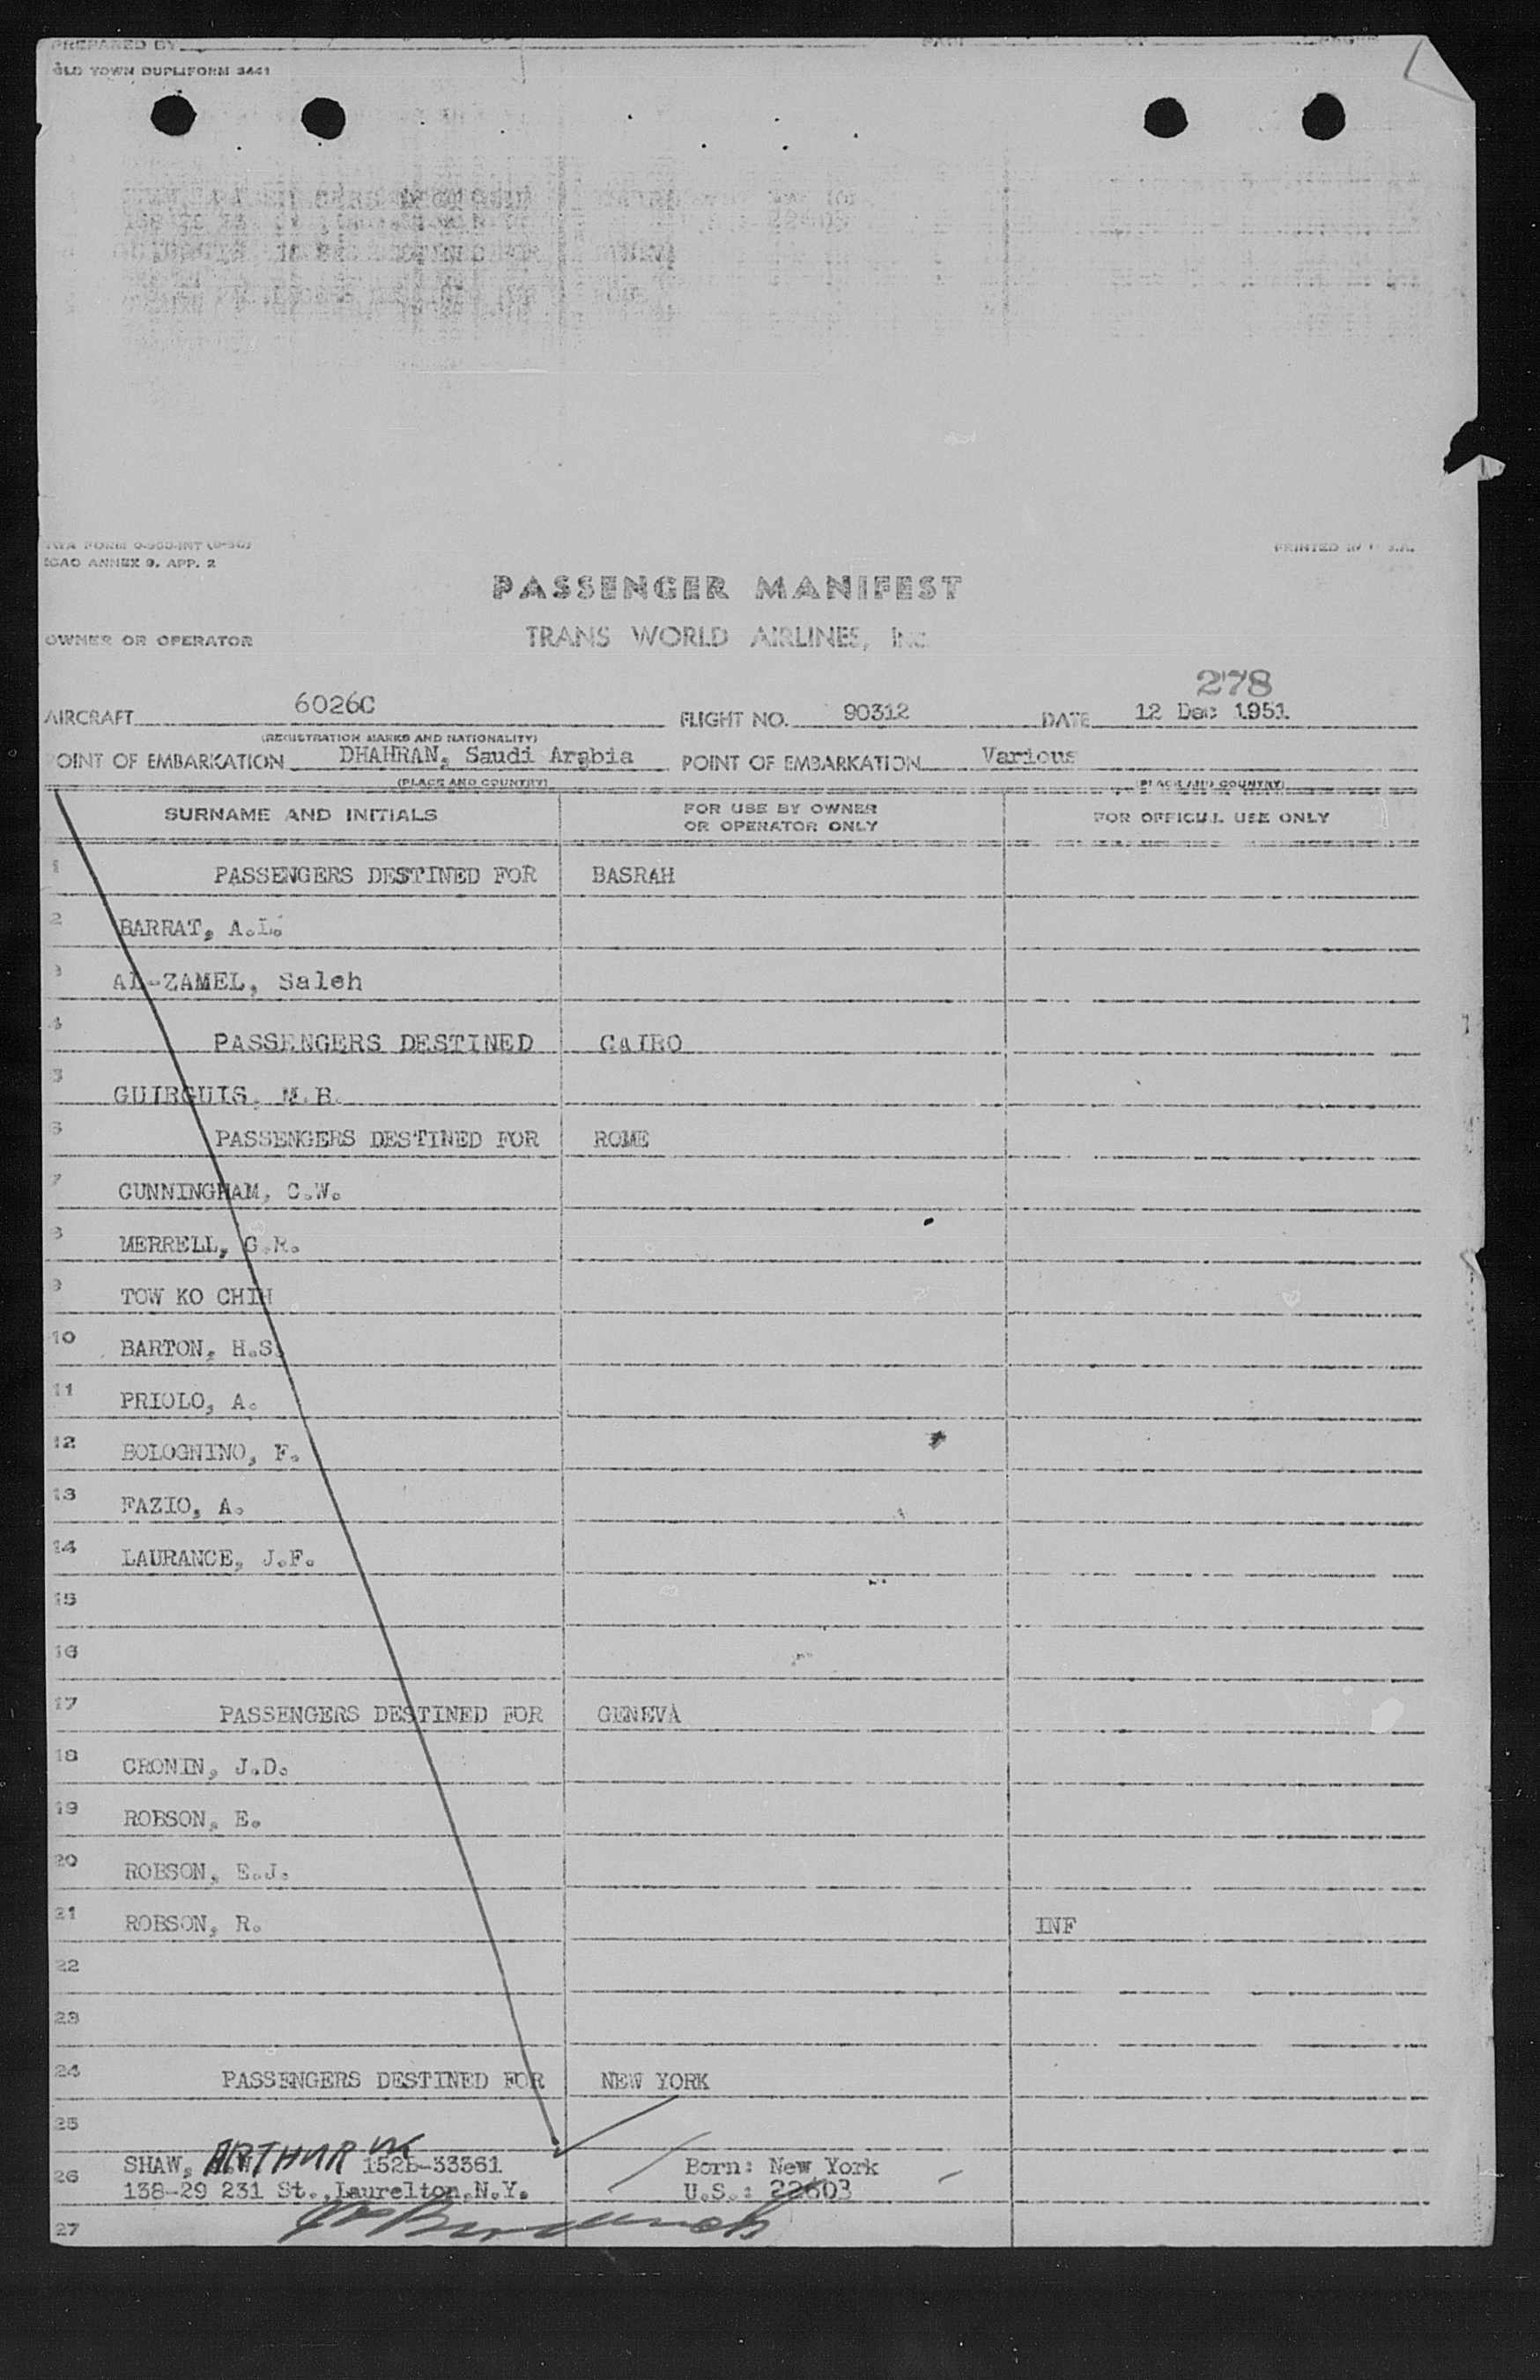 PREPARED BY
OLD TOWN DUPLIFORM 3441
ICAO ANNEX 9, APP. 2
PRINTED IN U.S.A.
PASSENGER MANIFEST
OWNER OR OPERATOR TRANS WORLD AIRLINES, Inc.
278
AIRCRAFT 6026C FLIGHT NO. 90312 DATE 12 Dec 1951
(REGISTRATION MARKS AND NATIONALITY)
POINT OF EMBARKATION DHAHRAN, Saudi Arabia POINT OF EMBARKATION Various
(PLACE AND COUNTRY) (PLACE AND COUNTRY)
SURNAME AND INITIALS FOR USE BY OWNER OR OPERATOR ONLY FOR OFFICIAL USE ONLY
1 PASSENGERS DESTINED FOR BASRAH
2 BARRAT, A.L.
3 AL-ZAMEL, Saleh
4 PASSENGERS DESTINED CAIRO
5 GUIRGUIS, M.H.
6 PASSENGERS DESTINED FOR ROME
7 CUNNINGHAM, C.W.
8 MERRELL, G.R.
9 TOW KO CHIH
10 BARTON, H.S.
11 PRIOLO, A.
12 BOLOGNINO, F.
13 FAZIO, A.
14 LAURANCE, J.F.
15
16
17 PASSENGERS DESTINED FOR GENEVA
18 CRONIN, J.D.
19 ROBSON, E.
20 ROBSON, E.J.
21 ROBSON, R. INF
22
23
24 PASSENGERS DESTINED FOR NEW YORK
25
26 SHAW, ARTHUR W 152B-33361 Born: New York
138-29 231 St., Laurelton, N.Y. U.S.: 22603
27